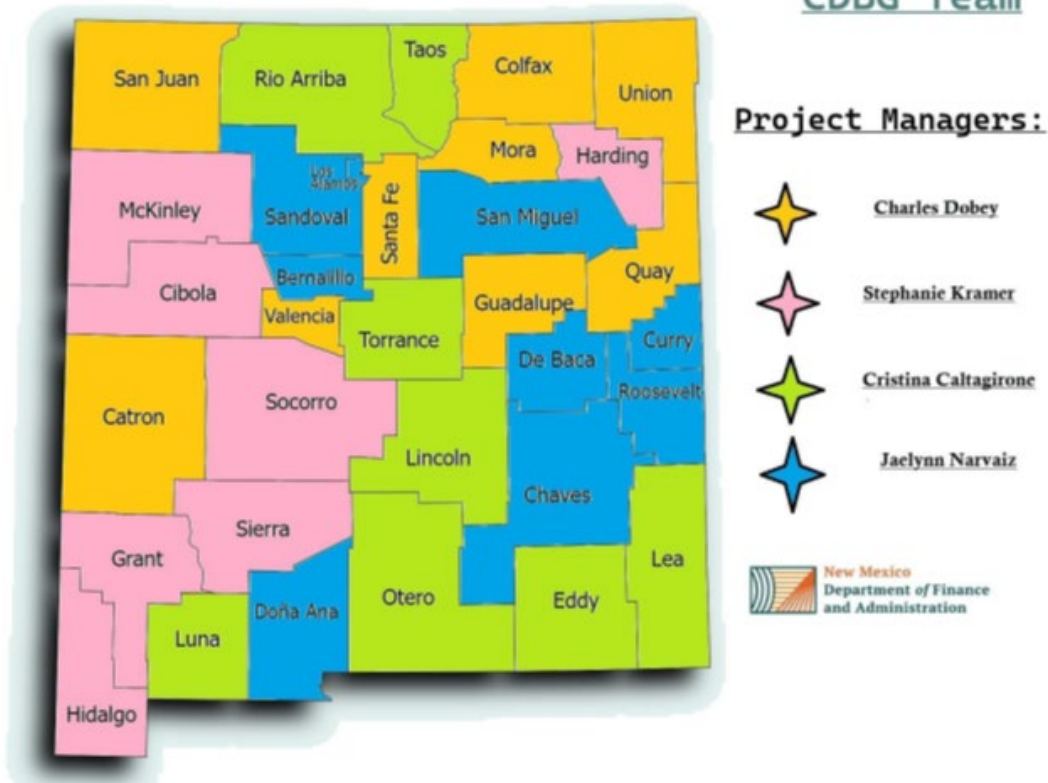 CDBG Team
San Juan
Rio Arriba
Taos
Colfax
Union
Mora
Harding
Los
Alamos
McKinley
Sandoval
Santa Fe
San Miguel
Cibola
Bernalillo
Quay
Valencia
Guadalupe
Torrance
Curry
De Baca
Roosevelt
Catron
Socorro
Lincoln
Chaves
Sierra
Grant
Lea
Doña Ana
Otero
Eddy
Luna
Hidalgo
Project Managers:
Charles Dobey
Stephanie Kramer
Cristina Caltagirone
Jaelynn Narvaiz
New Mexico
Department of Finance
and Administration